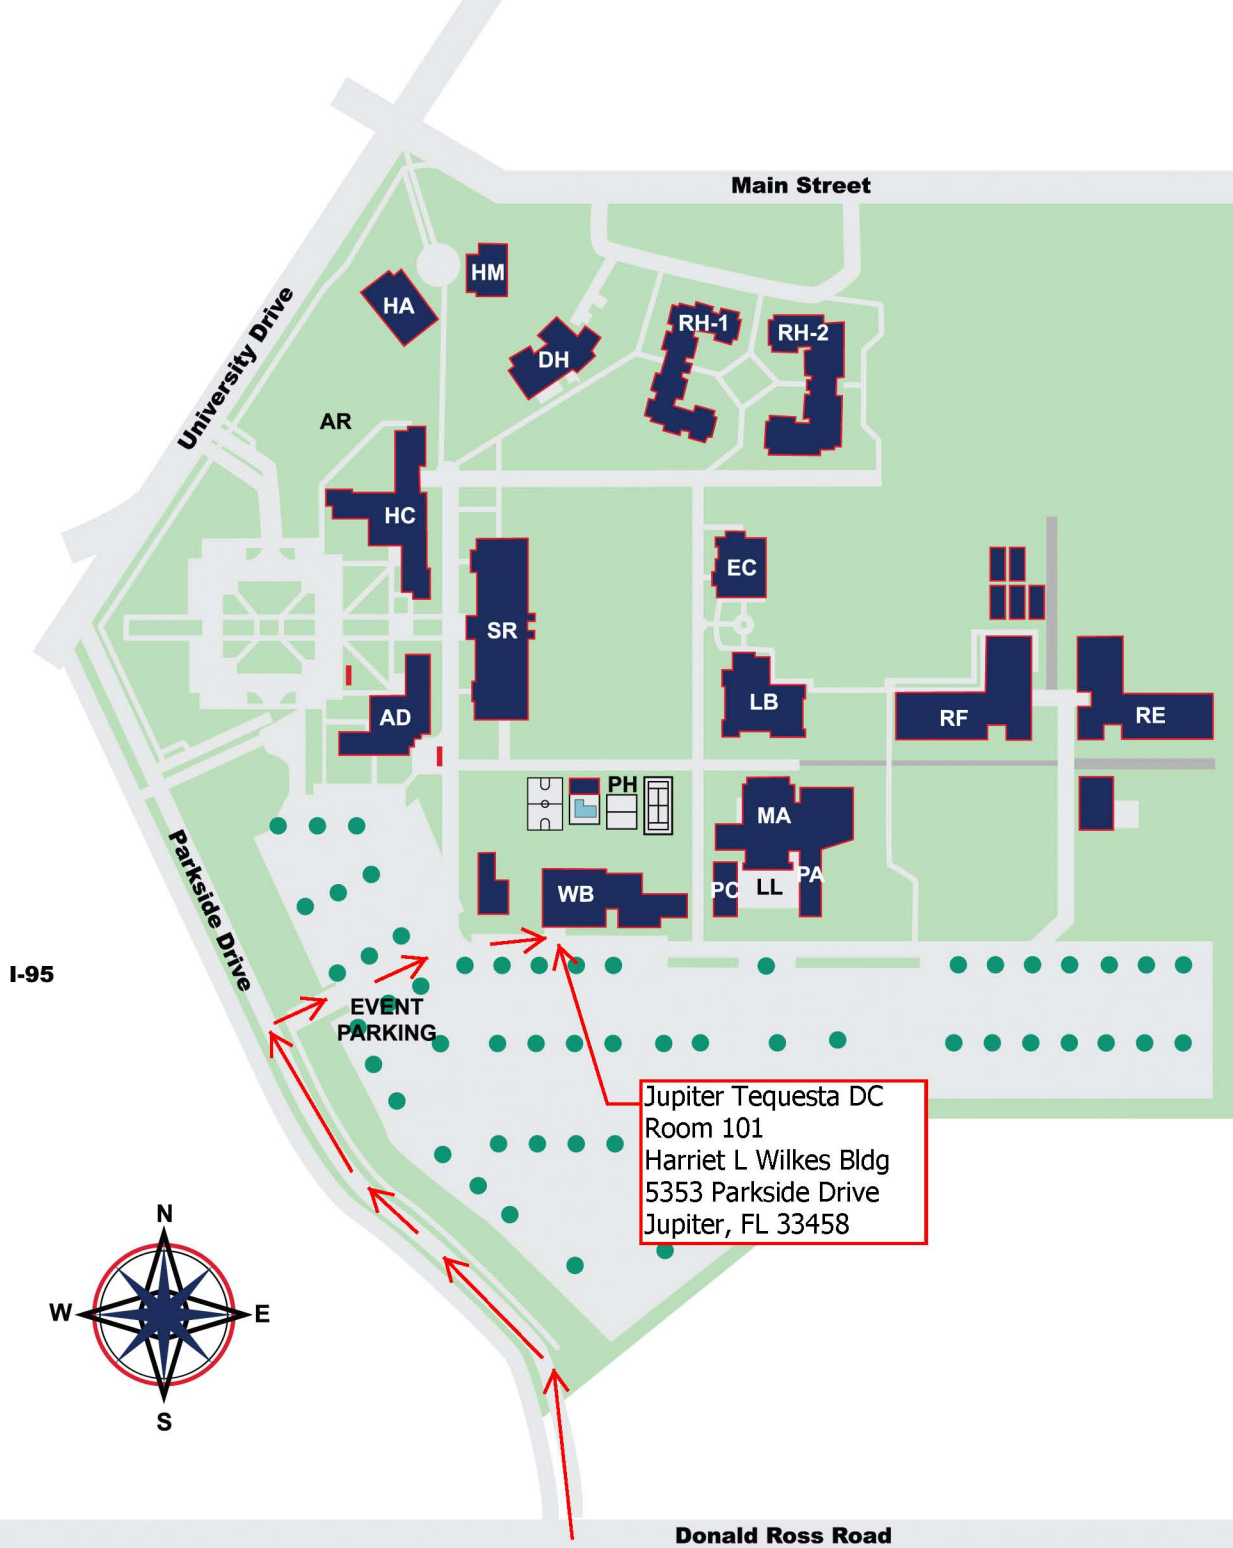 Main Street
HM
HA
RH-1
RH-2
DH
University Drive
AR
HC
EC
SR
LB
AD
RF
RE
PH
MA
Parkside Drive
WB
PC
LL
PA
I-95
EVENT
PARKING
Jupiter Tequesta DC
Room 101
Harriet L Wilkes Bldg
5353 Parkside Drive
Jupiter, FL 33458
N
W
E
S
Donald Ross Road